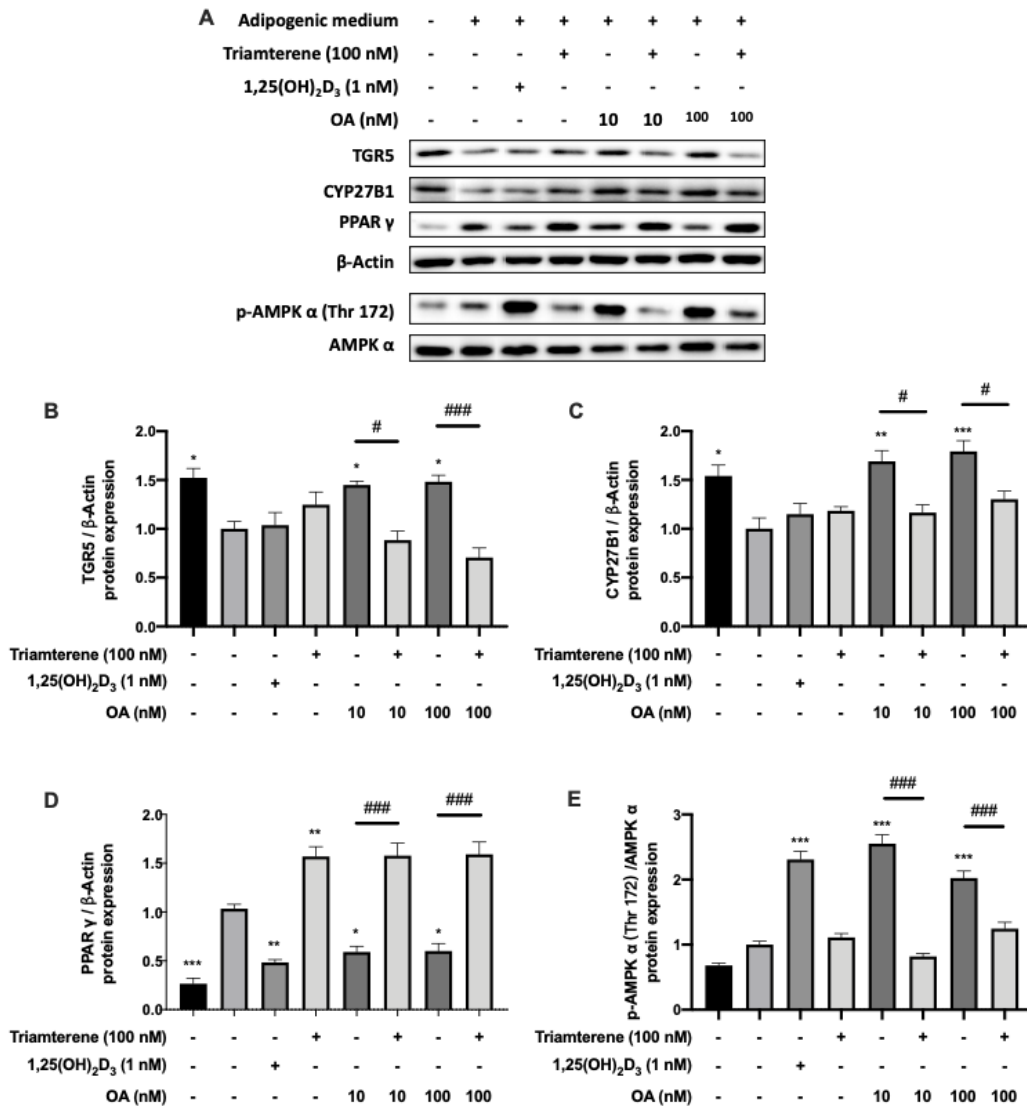 A
Adipogenic medium - + + + + + + +
Triamterene (100 nM) - - - + - + - +
1,25(OH)₂D₃ (1 nM) - - + - - - - -
OA (nM) - - - - 10 10 100 100
TGR5
CYP27B1
PPAR γ
β-Actin
p-AMPK α (Thr 172)
AMPK α
B
TGR5 / β-Actin
protein expression
2.0
1.5
1.0
0.5
0.0
* * *
# ###
Triamterene (100 nM) - - - + - + - +
1,25(OH)₂D₃ (1 nM) - - + - - - - -
OA (nM) - - - - 10 10 100 100
C
CYP27B1 / β-Actin
protein expression
2.0
1.5
1.0
0.5
0.0
* ** ***
# #
Triamterene (100 nM) - - - + - + - +
1,25(OH)₂D₃ (1 nM) - - + - - - - -
OA (nM) - - - - 10 10 100 100
D
PPAR γ / β-Actin
protein expression
2.0
1.5
1.0
0.5
0.0
*** ** ** * *
### ###
Triamterene (100 nM) - - - + - + - +
1,25(OH)₂D₃ (1 nM) - - + - - - - -
OA (nM) - - - - 10 10 100 100
E
p-AMPK α (Thr 172) /AMPK α
protein expression
3
2
1
0
*** *** ***
### ###
Triamterene (100 nM) - - - + - + - +
1,25(OH)₂D₃ (1 nM) - - + - - - - -
OA (nM) - - - - 10 10 100 100